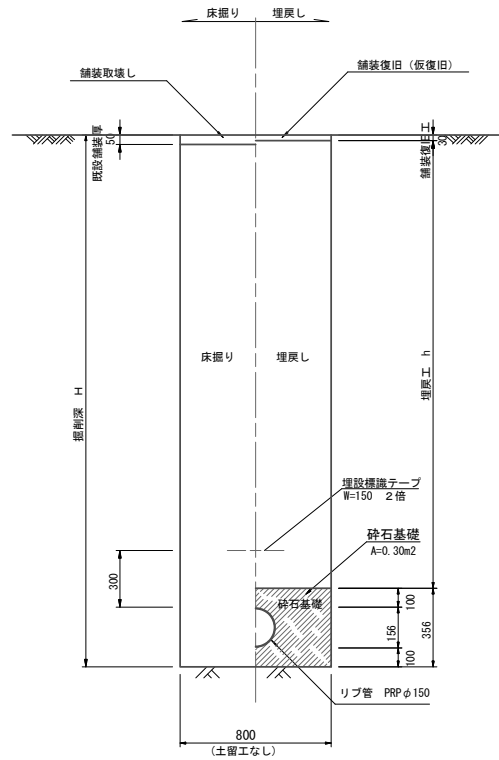 床掘り
埋戻し
舗装取壊し
舗装復旧（仮復旧）
既設舗装厚
50
舗装復旧工
30
掘削深 H
床掘り
埋戻し
埋戻工 h
埋設標識テープ
W=150 2倍
砕石基礎
A=0.30m2
300
砕石基礎
100
156
356
100
リブ管 PRPφ150
800
(土留工なし)